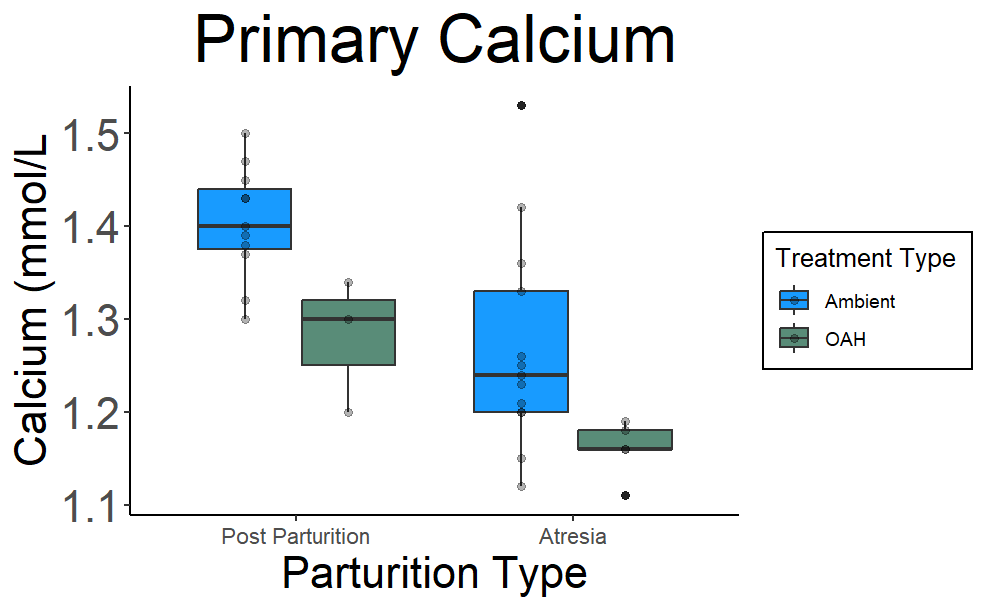 Primary Calcium
Calcium (mmol/L
1.5
1.4
1.3
1.2
1.1
Post Parturition
Atresia
Parturition Type
Treatment Type
Ambient
OAH